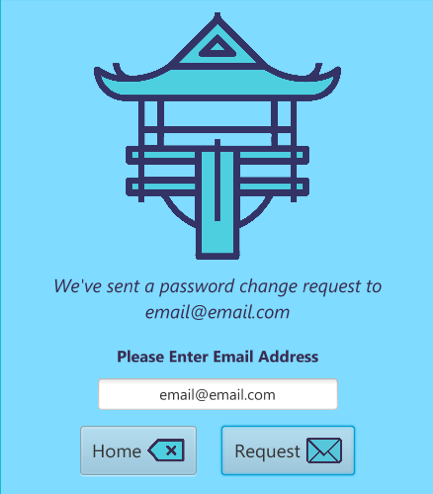 We've sent a password change request to
email@email.com
Please Enter Email Address
email@email.com
Home
Request